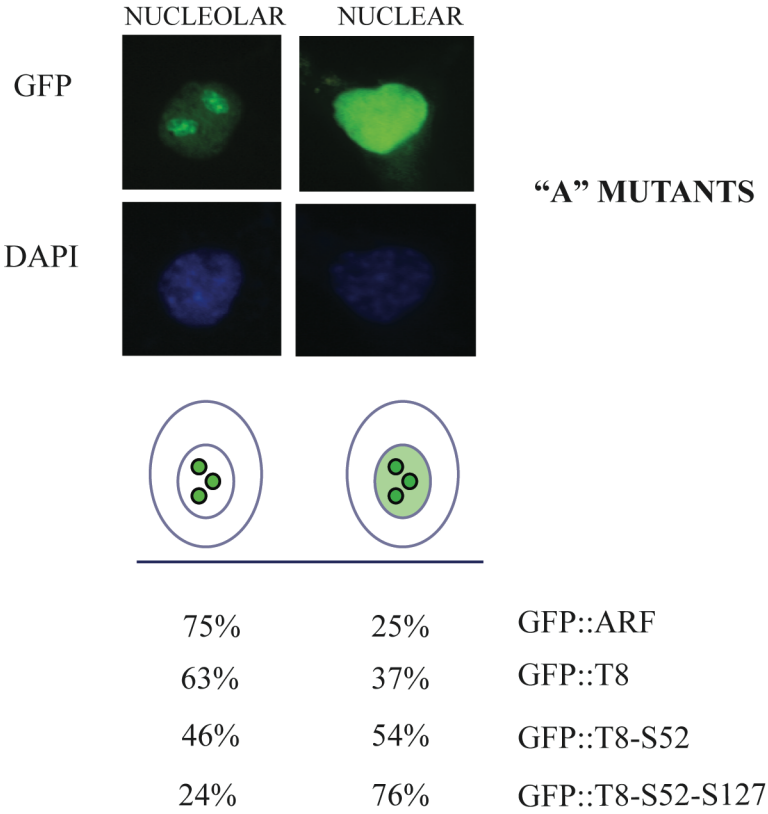 NUCLEOLAR NUCLEAR
GFP
“A” MUTANTS
DAPI
75% 25% GFP::ARF
63% 37% GFP::T8
46% 54% GFP::T8-S52
24% 76% GFP::T8-S52-S127